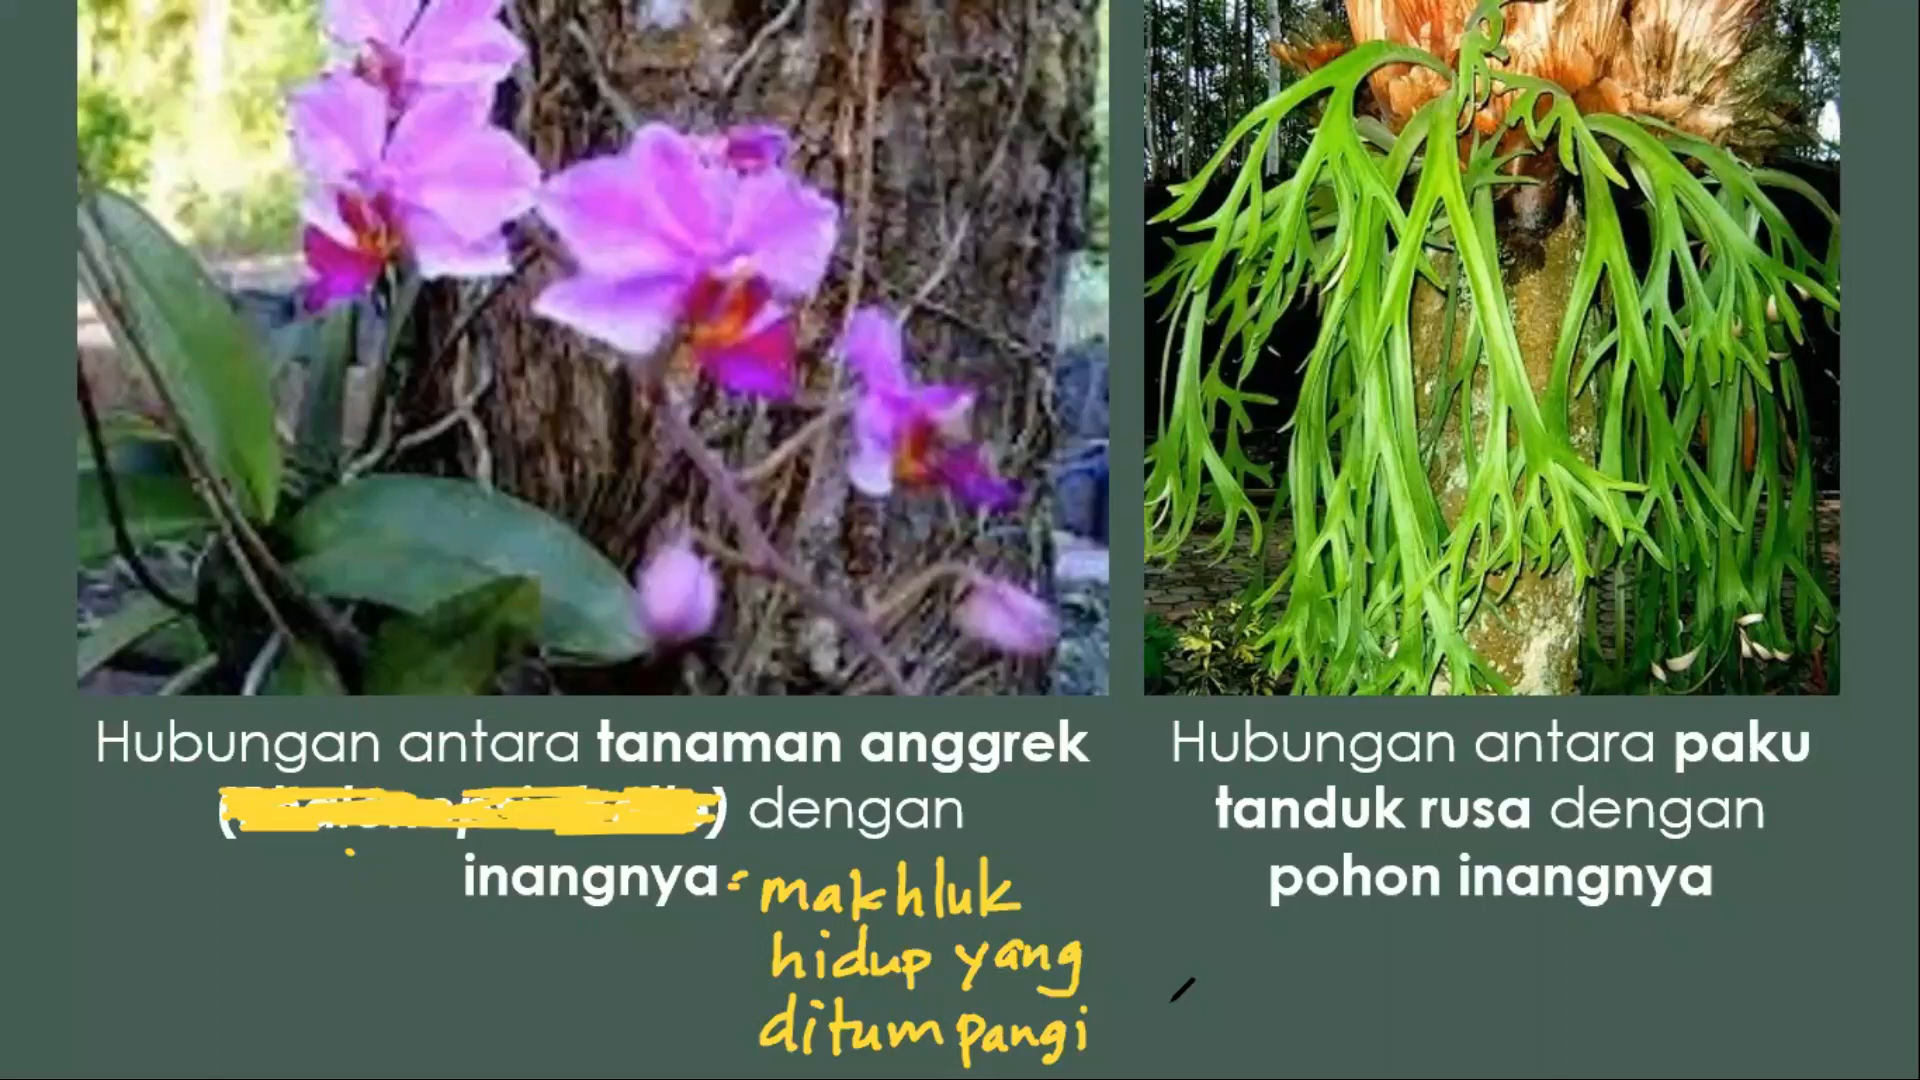 Hubungan antara tanaman anggrek
dengan
inangnya = makhluk
hidup yang
ditumpangi
Hubungan antara paku
tanduk rusa dengan
pohon inangnya